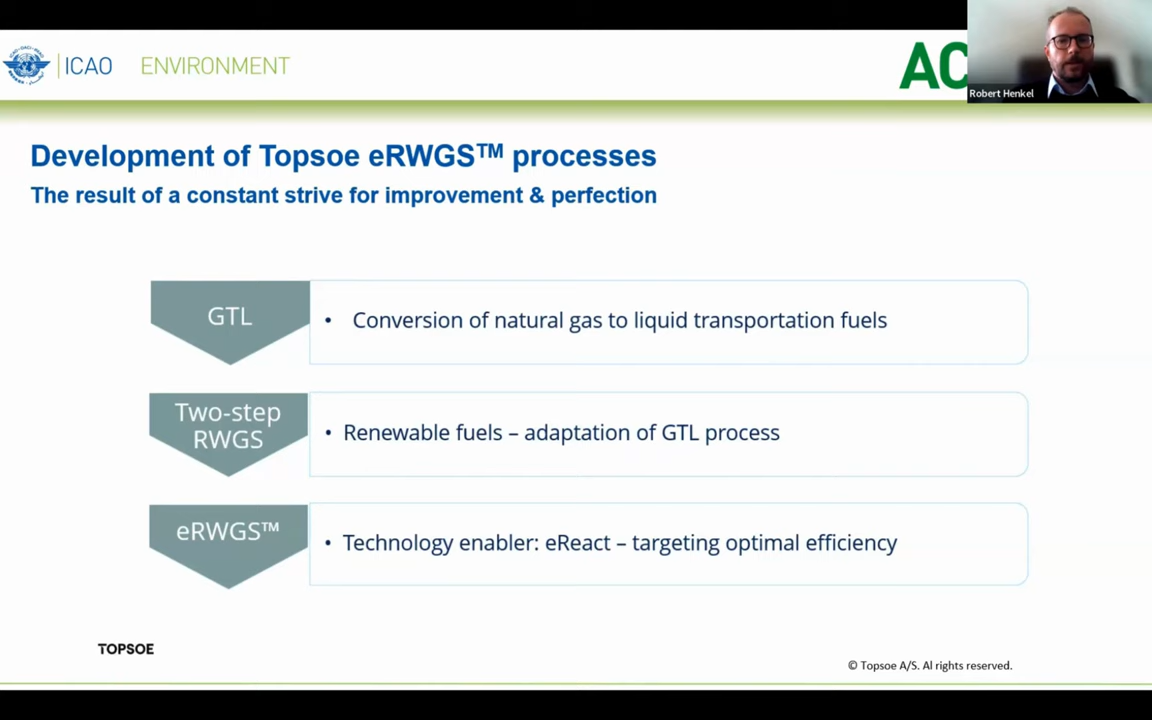 ICAO ENVIRONMENT
AC
Robert Henkel
Development of Topsoe eRWGS™ processes
The result of a constant strive for improvement & perfection
GTL
• Conversion of natural gas to liquid transportation fuels
Two-step
RWGS
• Renewable fuels – adaptation of GTL process
eRWGS™
• Technology enabler: eReact – targeting optimal efficiency
TOPSOE
© Topsoe A/S. Al rights reserved.